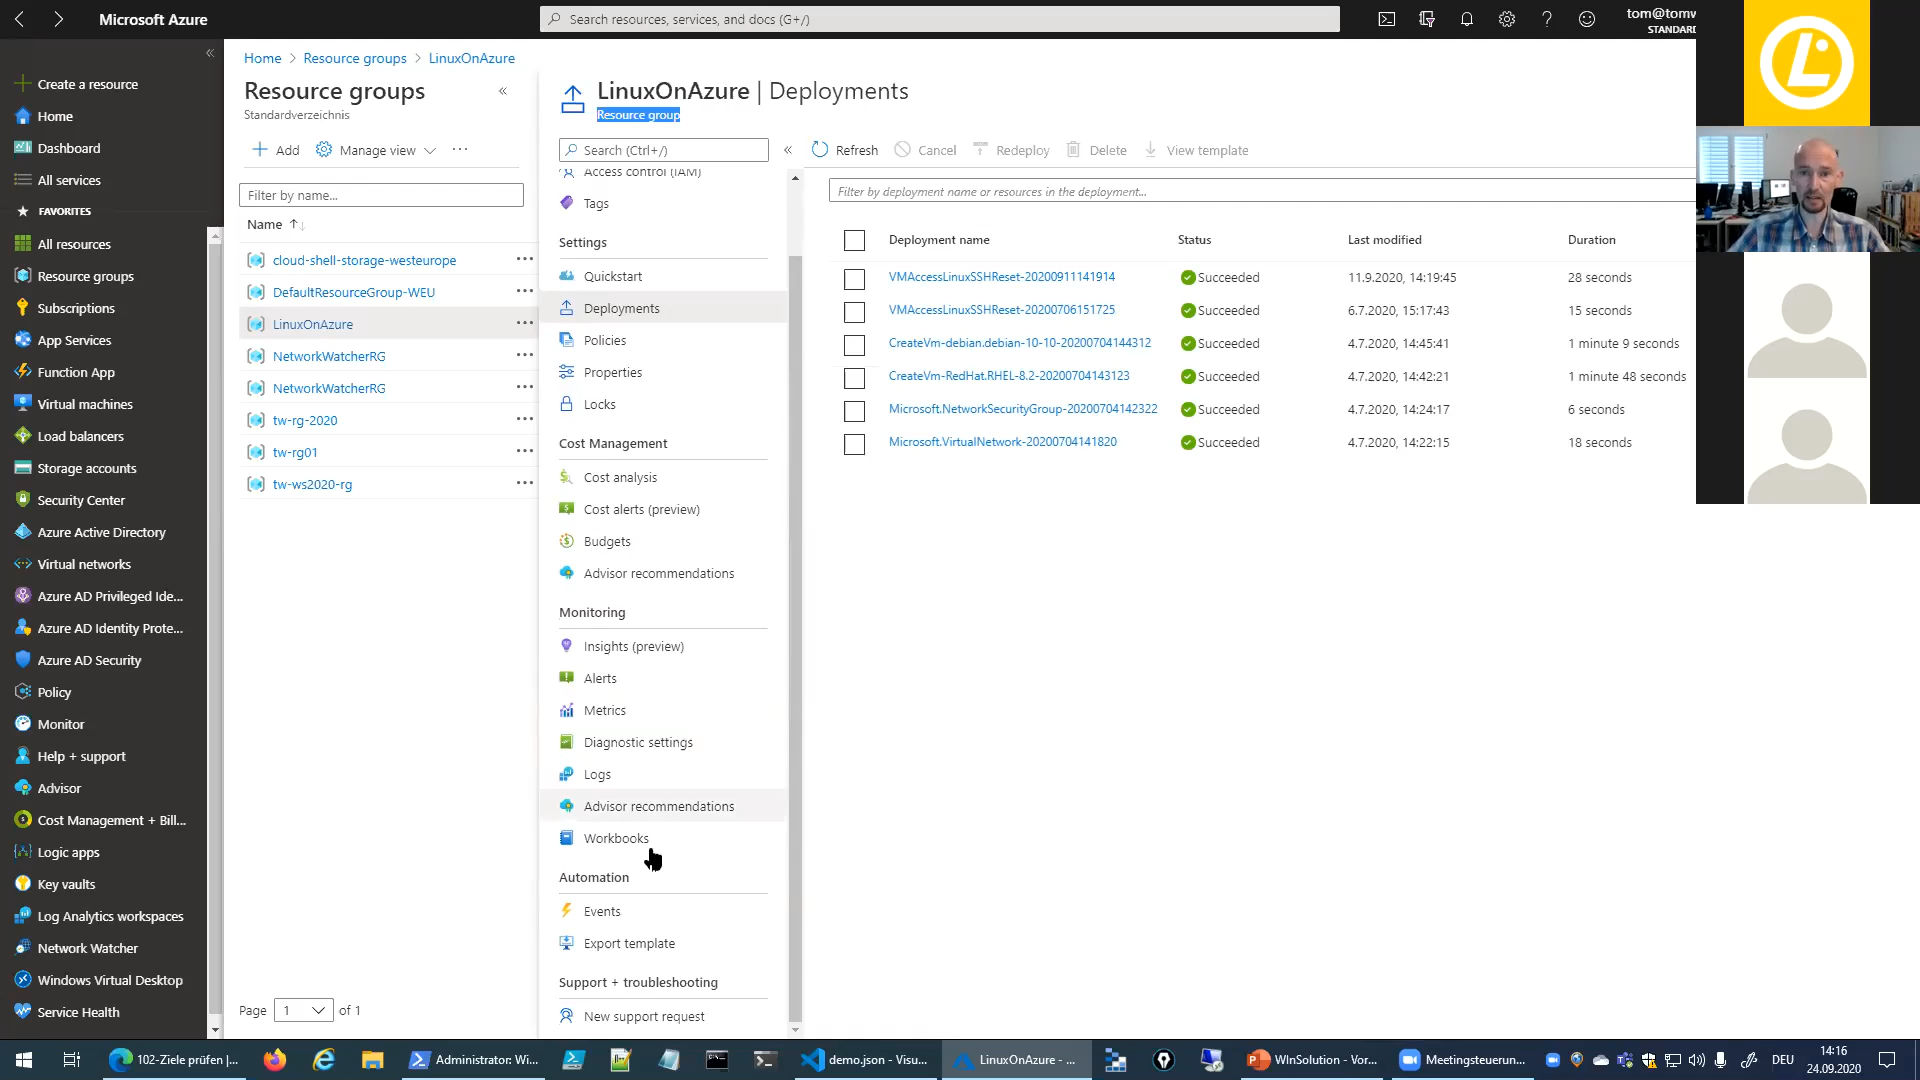 Microsoft Azure
Search resources, services, and docs (G+/)
tom@tomw
STANDARD
Create a resource
Home
Dashboard
All services
FAVORITES
All resources
Resource groups
Subscriptions
App Services
Function App
Virtual machines
Load balancers
Storage accounts
Security Center
Azure Active Directory
Virtual networks
Azure AD Privileged Ide...
Azure AD Identity Prote...
Azure AD Security
Policy
Monitor
Help + support
Advisor
Cost Management + Bill...
Logic apps
Key vaults
Log Analytics workspaces
Network Watcher
Windows Virtual Desktop
Service Health
Home > Resource groups > LinuxOnAzure
Resource groups
Standardverzeichnis
Add Manage view ...
Filter by name...
Name
cloud-shell-storage-westeurope
DefaultResourceGroup-WEU
LinuxOnAzure
NetworkWatcherRG
NetworkWatcherRG
tw-rg-2020
tw-rg01
tw-ws2020-rg
Page 1 of 1
LinuxOnAzure | Deployments
Resource group
Search (Ctrl+/)
Access control (IAM)
Tags
Settings
Quickstart
Deployments
Policies
Properties
Locks
Cost Management
Cost analysis
Cost alerts (preview)
Budgets
Advisor recommendations
Monitoring
Insights (preview)
Alerts
Metrics
Diagnostic settings
Logs
Advisor recommendations
Workbooks
Automation
Events
Export template
Support + troubleshooting
New support request
Refresh Cancel Redeploy Delete View template
Filter by deployment name or resources in the deployment...
Deployment name Status Last modified Duration
VMAccessLinuxSSHReset-20200911141914 Succeeded 11.9.2020, 14:19:45 28 seconds
VMAccessLinuxSSHReset-20200706151725 Succeeded 6.7.2020, 15:17:43 15 seconds
CreateVm-debian.debian-10-10-20200704144312 Succeeded 4.7.2020, 14:45:41 1 minute 9 seconds
CreateVm-RedHat.RHEL-8.2-20200704143123 Succeeded 4.7.2020, 14:42:21 1 minute 48 seconds
Microsoft.NetworkSecurityGroup-20200704142322 Succeeded 4.7.2020, 14:24:17 6 seconds
Microsoft.VirtualNetwork-20200704141820 Succeeded 4.7.2020, 14:22:15 18 seconds
L
102-Ziele prüfen |... Administrator: Wi... demo.json - Visu... LinuxOnAzure - ... WInSolution - Vor... Meetingsteuerun... DEU 14:16
24.09.2020